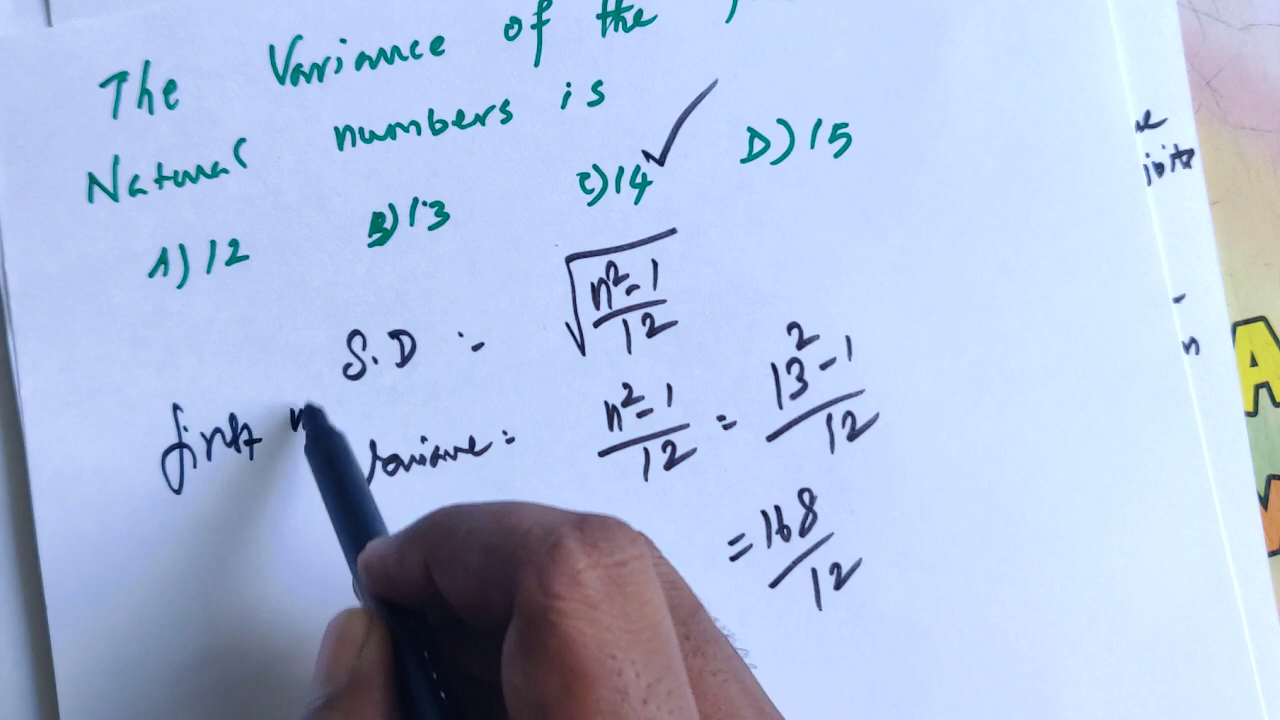 The Variance of the
Natural numbers is
A) 12 B) 13 C) 14 ✓ D) 15
S.D :- √((n²-1)/12)
first n Variance = (n²-1)/12 = (13²-1)/12
= 168/12
A